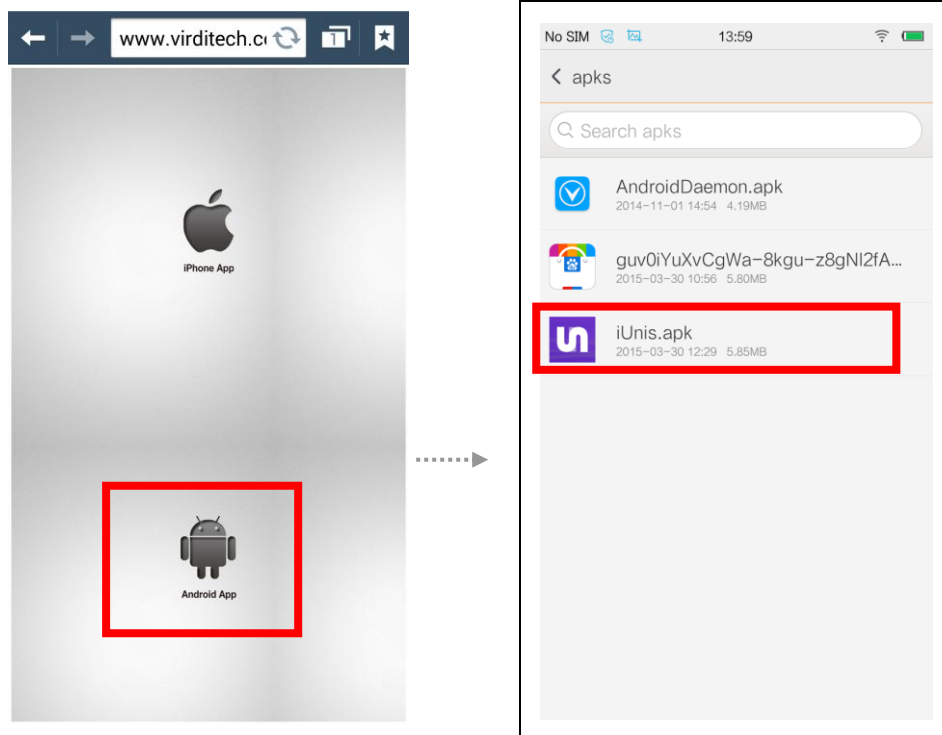 www.virditech.c
1
iPhone App
Android App
No SIM
13:59
apks
Search apks
AndroidDaemon.apk
2014-11-01 14:54 4.19MB
guv0iYuXvCgWa-8kgu-z8gNl2fA...
2015-03-30 10:56 5.80MB
iUnis.apk
2015-03-30 12:29 5.85MB